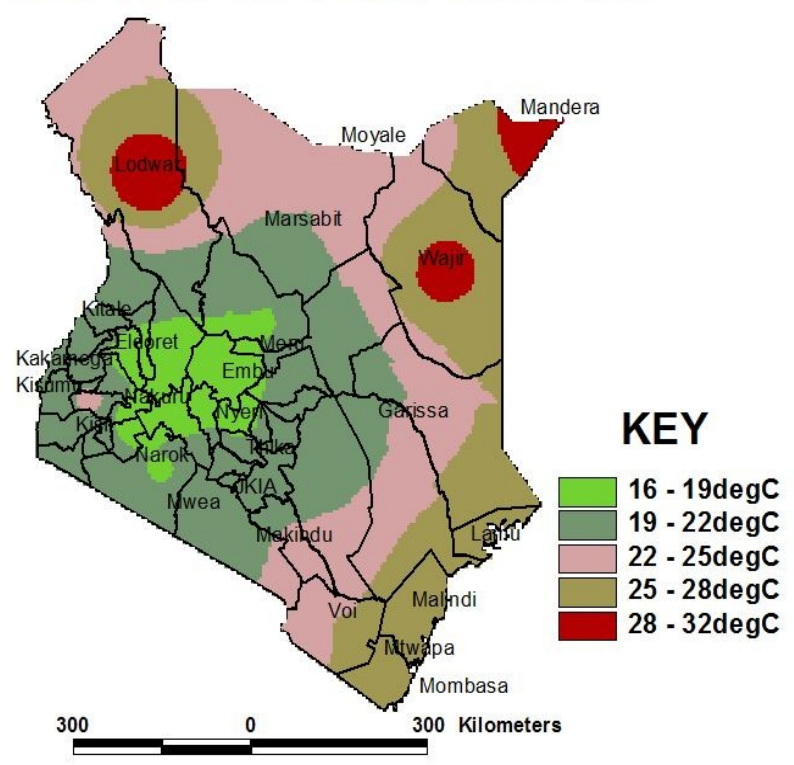 Mandera
Moyale
Lodwar
Marsabit
Wajir
Kitale
Eldoret
Meru
Kakamega
Embu
Kisumu
Nakuru
Nyeri
Garissa
Kisii
Thika
Narok
JKIA
Mwea
Makindu
Lamu
Malindi
Voi
Mtwapa
Mombasa
KEY
16 - 19degC
19 - 22degC
22 - 25degC
25 - 28degC
28 - 32degC
300 0 300 Kilometers